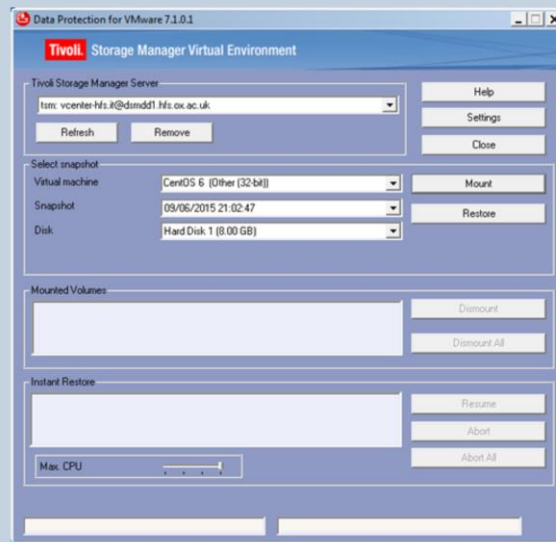 Data Protection for VMware 7.1.0.1
Tivoli. Storage Manager Virtual Environment
Tivoli Storage Manager Server
tsm: vcenter-hfs.it@dsmdd1.hfs.ox.ac.uk
Refresh Remove
Help
Settings
Close
Select snapshot
Virtual machine CentOS 6 (Other (32-bit)) Mount
Snapshot 09/06/2015 21:02:47 Restore
Disk Hard Disk 1 (8.00 GB)
Mounted Volumes
Dismount
Dismount All
Instant Restore
Resume
Abort
Abort All
Max. CPU